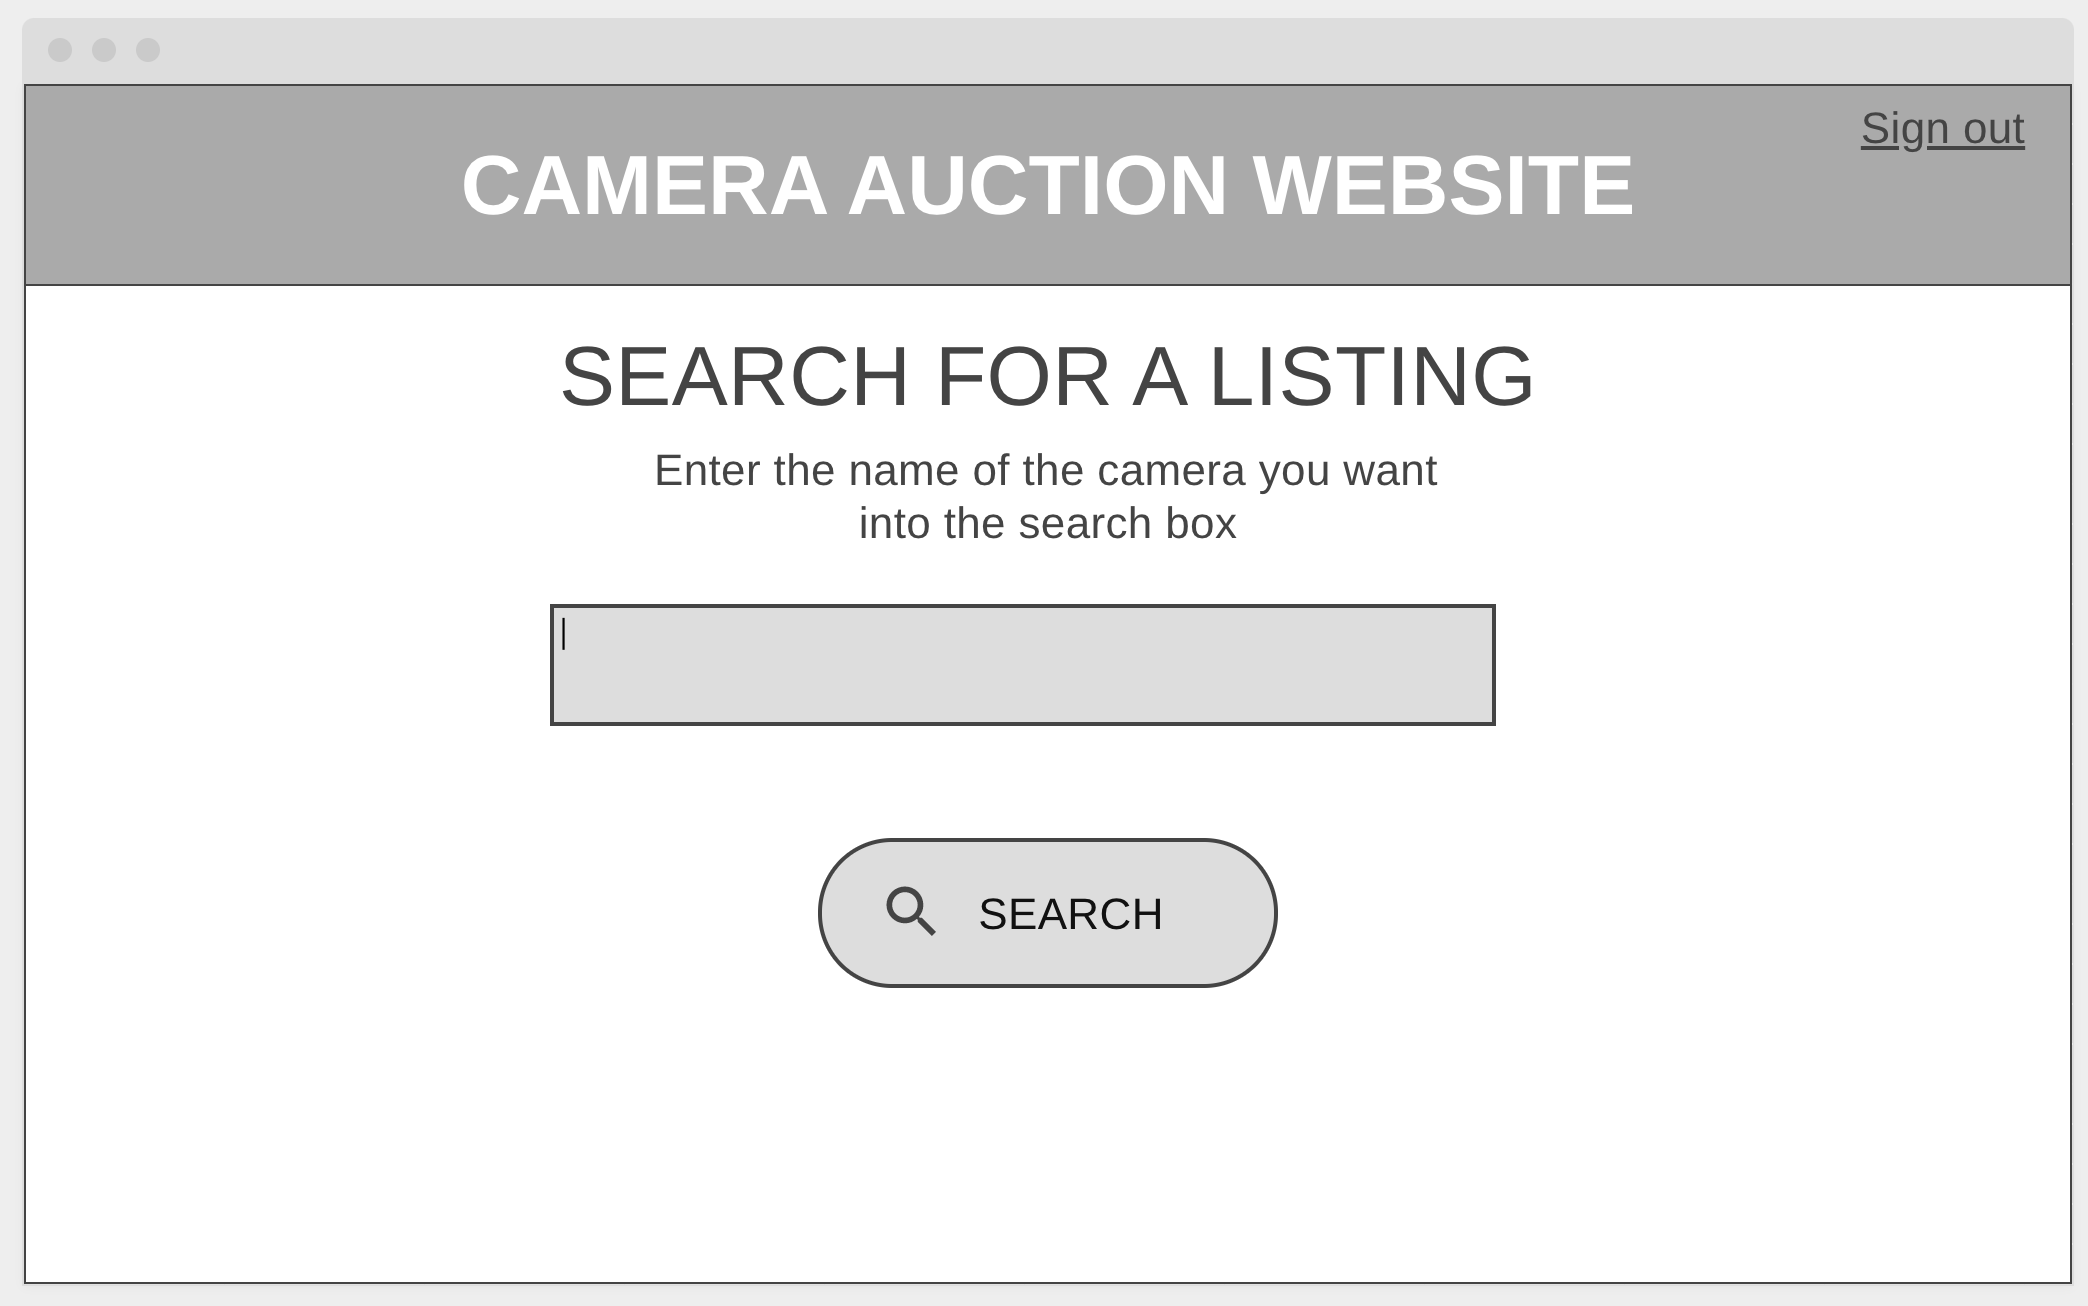 Sign out
CAMERA AUCTION WEBSITE
SEARCH FOR A LISTING
Enter the name of the camera you want
into the search box
SEARCH